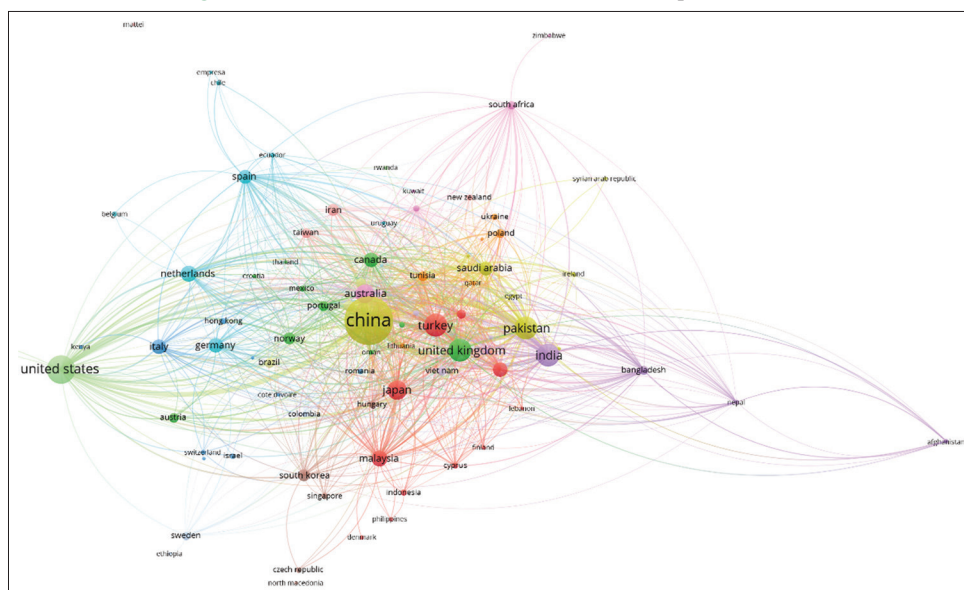 mattei
zimbabwe
empresa
chile
south africa
ecuador
rwanda
spain
syrian arab republic
kuwait
new zealand
belgium
iran
ukraine
uruguay
taiwan
poland
thailand
canada
netherlands
croatia
tunisia
saudi arabia
ireland
qatar
mexico
australia
egypt
portugal
hong kong
china
turkey
pakistan
norway
kenya
italy
germany
oman
lithuania
united kingdom
india
united states
brazil
romania
viet nam
bangladesh
japan
cote divoire
hungary
nepal
austria
colombia
lebanon
afghanistan
switzerland
israel
malaysia
finland
cyprus
south korea
singapore
indonesia
philippines
sweden
denmark
ethiopia
czech republic
north macedonia